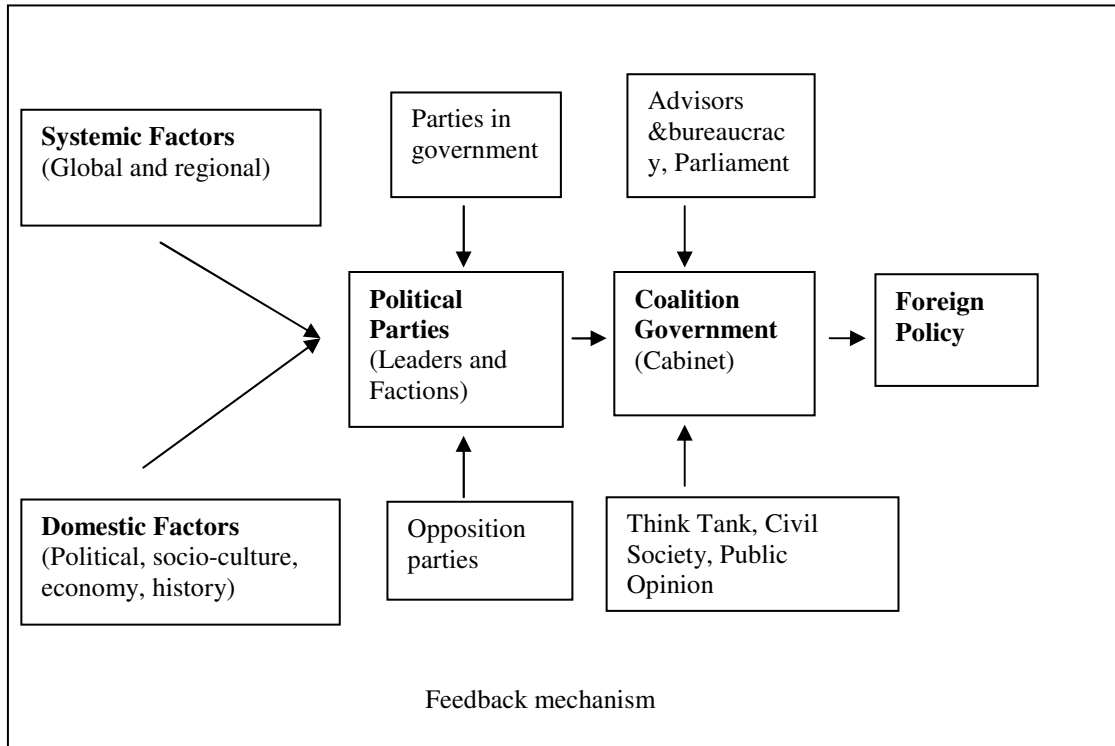 Systemic Factors
(Global and regional)
Parties in
government
Advisors
&bureaucrac
y, Parliament
Political
Parties
(Leaders and
Factions)
Coalition
Government
(Cabinet)
Foreign
Policy
Domestic Factors
(Political, socio-culture,
economy, history)
Opposition
parties
Think Tank, Civil
Society, Public
Opinion
Feedback mechanism